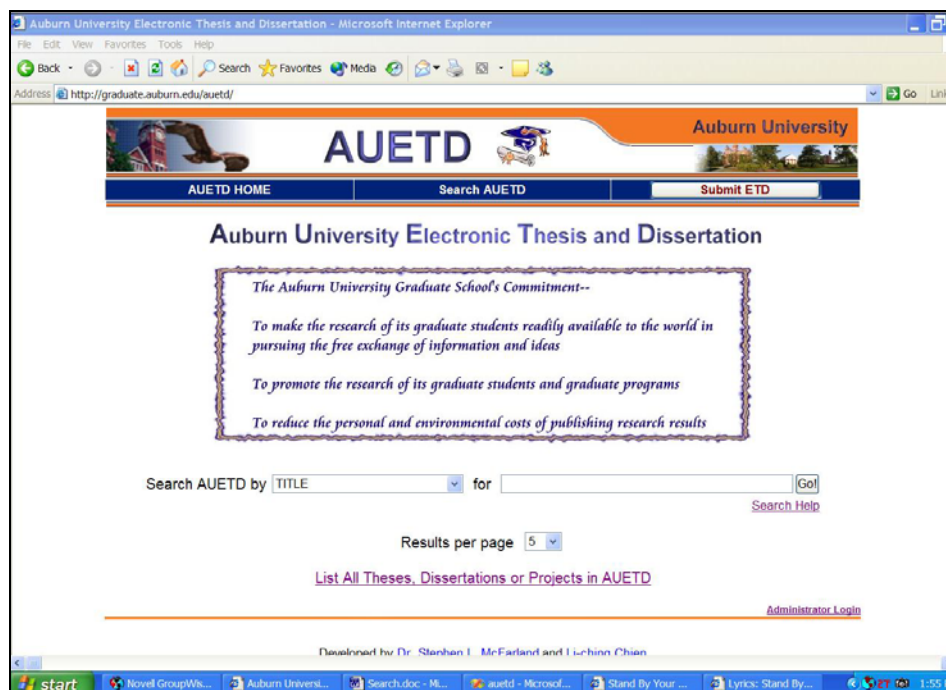 Auburn University Electronic Thesis and Dissertation - Microsoft Internet Explorer
File Edit View Favorites Tools Help
Back Search Favorites Media
Address http://graduate.auburn.edu/auetd/ Go Link
AUETD Auburn University
AUETD HOME Search AUETD Submit ETD
Auburn University Electronic Thesis and Dissertation
The Auburn University Graduate School's Commitment--
To make the research of its graduate students readily available to the world in
pursuing the free exchange of information and ideas
To promote the research of its graduate students and graduate programs
To reduce the personal and environmental costs of publishing research results
Search AUETD by TITLE for Go!
Search Help
Results per page 5
List All Theses, Dissertations or Projects in AUETD
Administrator Login
Developed by Dr. Stephen L. McFarland and Li-ching Chien
start Novel GroupWis... Auburn Universi... Search.doc - Mi... auetd - Microsof... Stand By Your ... Lyrics: Stand By... 27 1:55